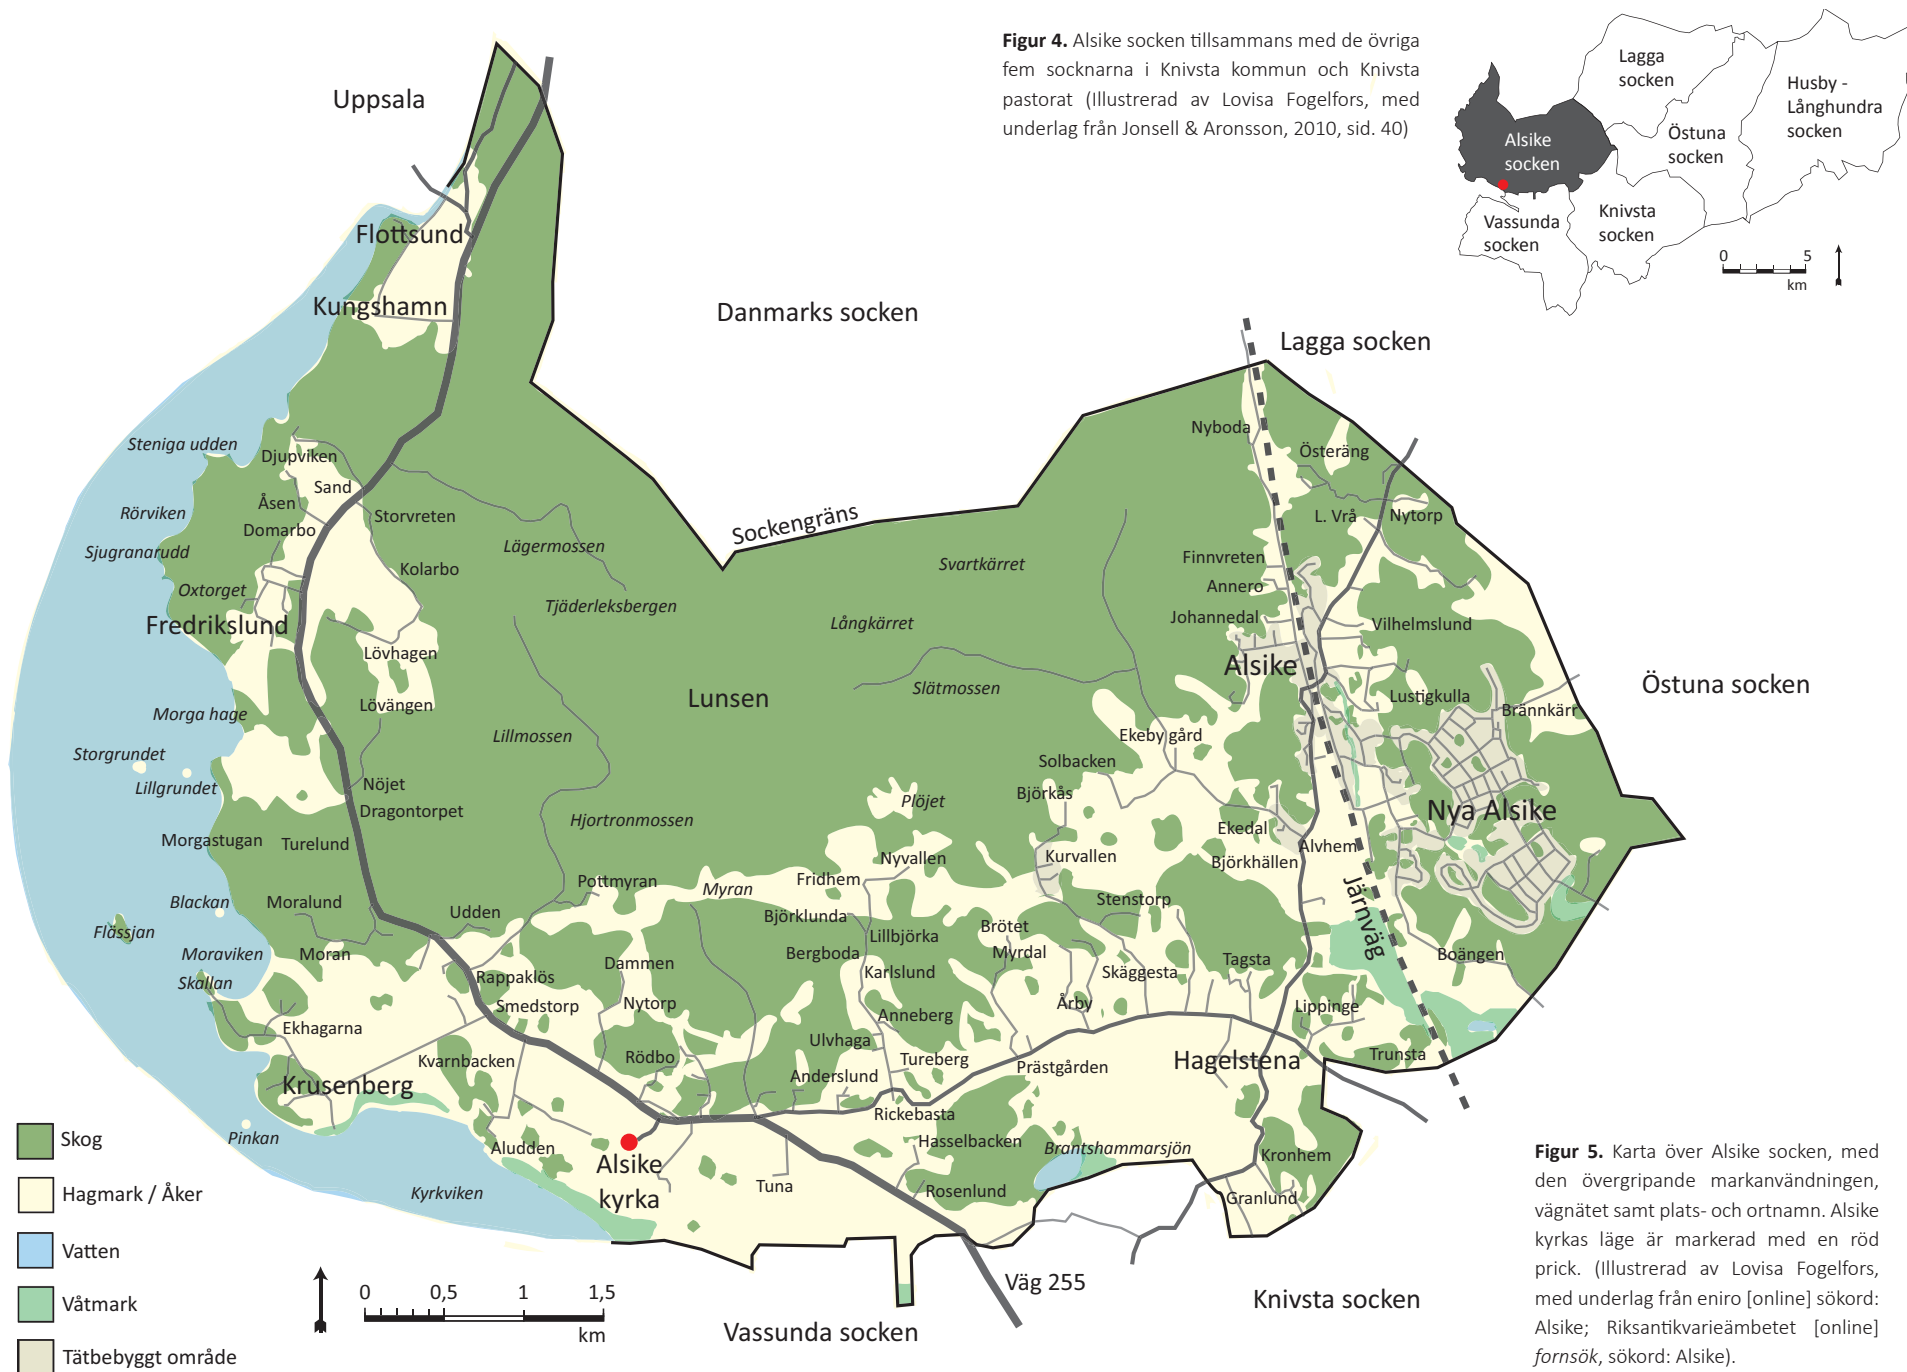 Figur 4. Alsike socken tillsammans med de övriga
fem socknarna i Knivsta kommun och Knivsta
pastorat (Illustrerad av Lovisa Fogelfors, med
underlag från Jonsell & Aronsson, 2010, sid. 40)
Lagga
socken
Husby -
Långhundra
socken
Östuna
socken
Alsike
socken
Knivsta
socken
Vassunda
socken
0 5
km
Uppsala
Flottsund
Kungshamn
Danmarks socken
Lagga socken
Nyboda
Österäng
Steniga udden
Djupviken
Sand
Åsen
Rörviken
Domarbo
Storvreten
L. Vrå
Nytorp
Sockengräns
Sjugranarudd
Lägermossen
Svartkärret
Finnvreten
Kolarbo
Annero
Oxtorget
Tjäderleksbergen
Johannedal
Fredrikslund
Långkärret
Vilhelmslund
Lövhagen
Alsike
Östuna socken
Slätmossen
Lunsen
Lustigkulla
Lövängen
Brännkärr
Morga hage
Lillmossen
Ekeby gård
Storgrundet
Solbacken
Lillgrundet
Nöjet
Björkås
Plöjet
Dragontorpet
Nya Alsike
Hjortronmossen
Ekedal
Morgastugan
Turelund
Alvhem
Kurvallen
Björkhällen
Nyvallen
Fridhem
Pottmyran
Myran
Järnväg
Blackan
Moralund
Stenstorp
Udden
Björklunda
Brötet
Flässjan
Lillbjörka
Moraviken
Moran
Bergboda
Myrdal
Boängen
Tagsta
Dammen
Karlslund
Skäggesta
Skallan
Rappaklös
Nytorp
Smedstorp
Årby
Lippinge
Anneberg
Ekhagarna
Ulvhaga
Rödbo
Kvarnbacken
Tureberg
Hagelstena
Trunsta
Prästgården
Anderslund
Krusenberg
Rickebasta
Pinkan
Hasselbacken
Brantshammarsjön
Aludden
Kronhem
Alsike
kyrka
Tuna
Rosenlund
Kyrkviken
Granlund
Väg 255
Knivsta socken
Vassunda socken
Skog
Hagmark / Åker
Vatten
Våtmark
Tätbebyggt område
0 0,5 1 1,5
km
Figur 5. Karta över Alsike socken, med
den övergripande markanvändningen,
vägnätet samt plats- och ortnamn. Alsike
kyrkas läge är markerad med en röd
prick. (Illustrerad av Lovisa Fogelfors,
med underlag från eniro [online] sökord:
Alsike; Riksantikvarieämbetet [online]
fornsök, sökord: Alsike).